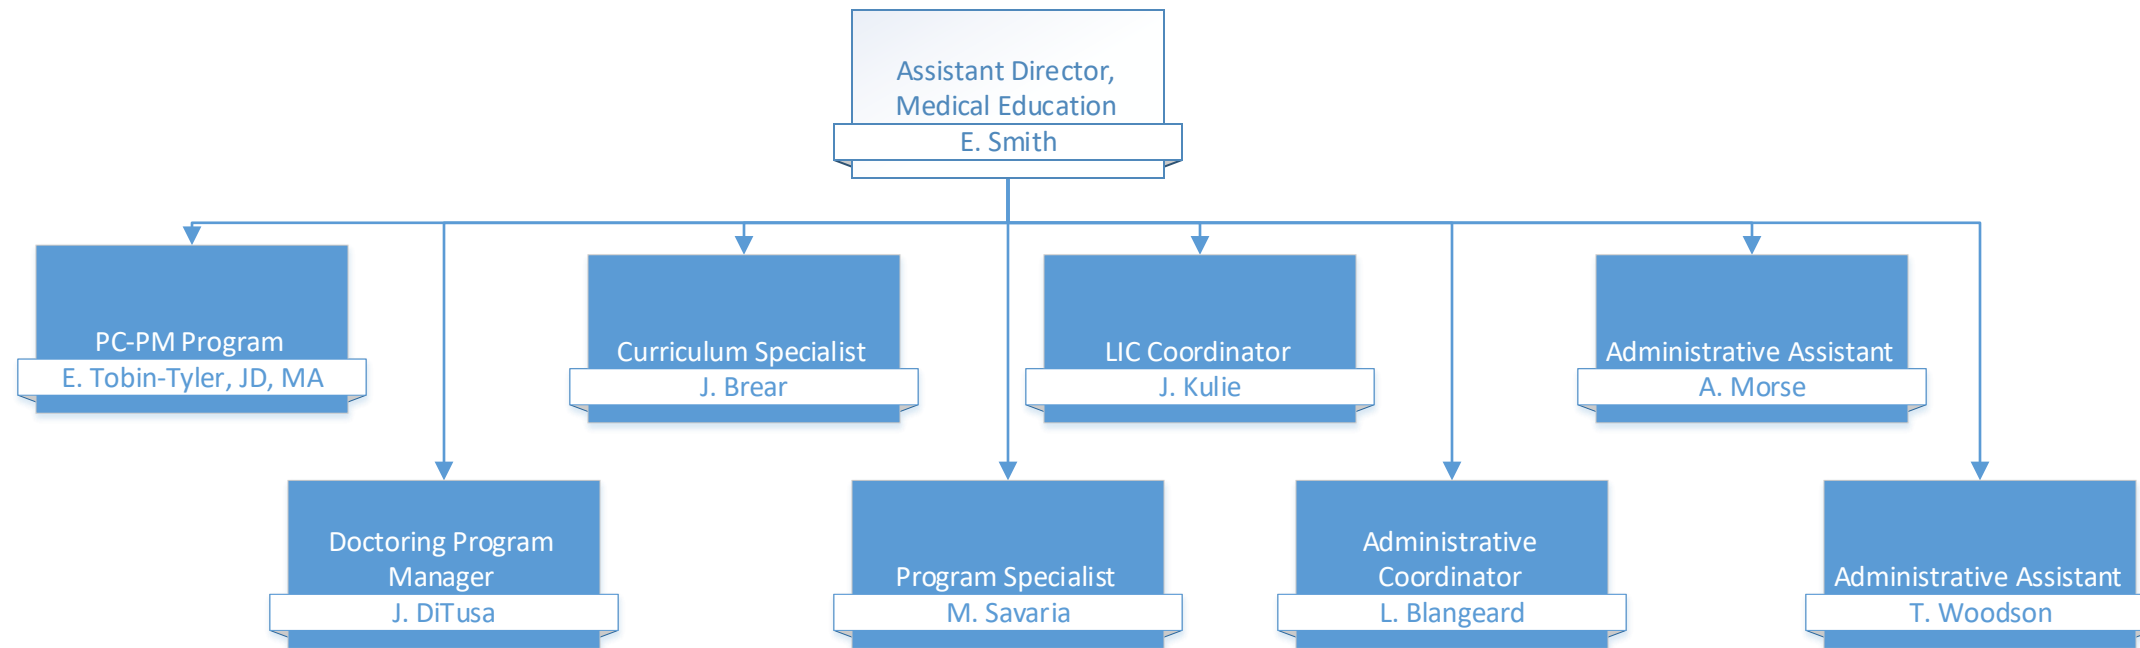 Assistant Director,
Medical Education
E. Smith
PC-PM Program
E. Tobin-Tyler, JD, MA
Curriculum Specialist
J. Brear
LIC Coordinator
J. Kulie
Administrative Assistant
A. Morse
Doctoring Program
Manager
J. DiTusa
Program Specialist
M. Savaria
Administrative
Coordinator
L. Blangeard
Administrative Assistant
T. Woodson